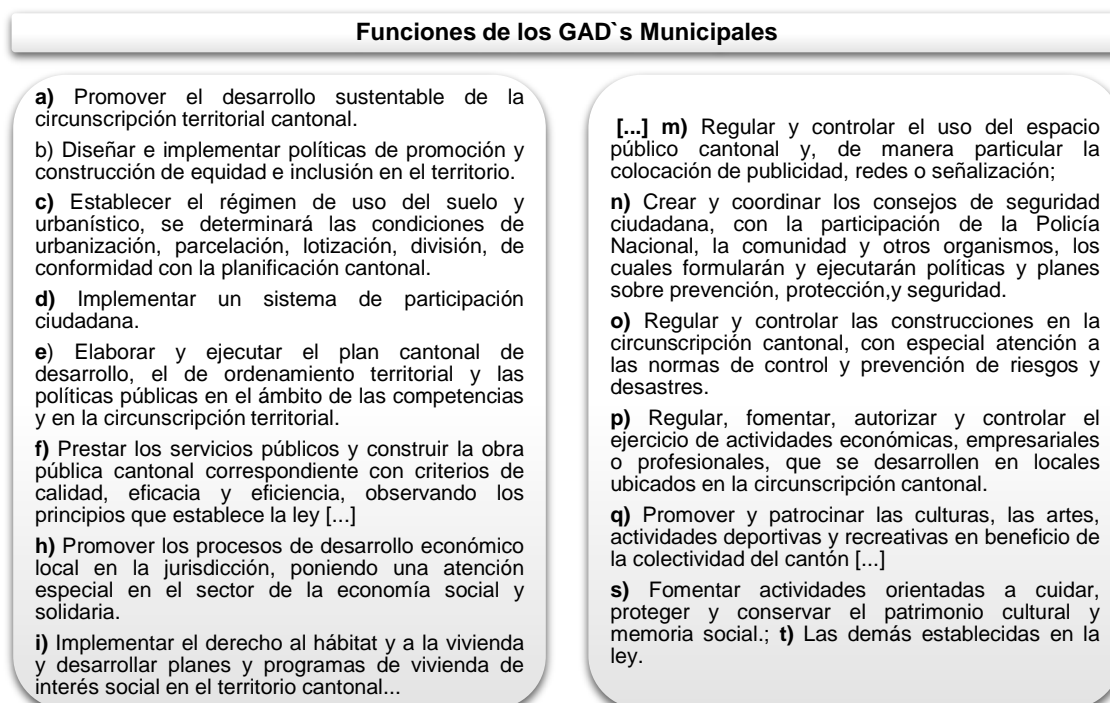 Funciones de los GAD`s Municipales
a) Promover el desarrollo sustentable de la
circunscripción territorial cantonal.
b) Diseñar e implementar políticas de promoción y
construcción de equidad e inclusión en el territorio.
c) Establecer el régimen de uso del suelo y
urbanístico, se determinará las condiciones de
urbanización, parcelación, lotización, división, de
conformidad con la planificación cantonal.
d) Implementar un sistema de participación
ciudadana.
e) Elaborar y ejecutar el plan cantonal de
desarrollo, el de ordenamiento territorial y las
políticas públicas en el ámbito de las competencias
y en la circunscripción territorial.
f) Prestar los servicios públicos y construir la obra
pública cantonal correspondiente con criterios de
calidad, eficacia y eficiencia, observando los
principios que establece la ley [...]
h) Promover los procesos de desarrollo económico
local en la jurisdicción, poniendo una atención
especial en el sector de la economía social y
solidaria.
i) Implementar el derecho al hábitat y a la vivienda
y desarrollar planes y programas de vivienda de
interés social en el territorio cantonal...
[...] m) Regular y controlar el uso del espacio
público cantonal y, de manera particular la
colocación de publicidad, redes o señalización;
n) Crear y coordinar los consejos de seguridad
ciudadana, con la participación de la Policía
Nacional, la comunidad y otros organismos, los
cuales formularán y ejecutarán políticas y planes
sobre prevención, protección,y seguridad.
o) Regular y controlar las construcciones en la
circunscripción cantonal, con especial atención a
las normas de control y prevención de riesgos y
desastres.
p) Regular, fomentar, autorizar y controlar el
ejercicio de actividades económicas, empresariales
o profesionales, que se desarrollen en locales
ubicados en la circunscripción cantonal.
q) Promover y patrocinar las culturas, las artes,
actividades deportivas y recreativas en beneficio de
la colectividad del cantón [...]
s) Fomentar actividades orientadas a cuidar,
proteger y conservar el patrimonio cultural y
memoria social.; t) Las demás establecidas en la
ley.